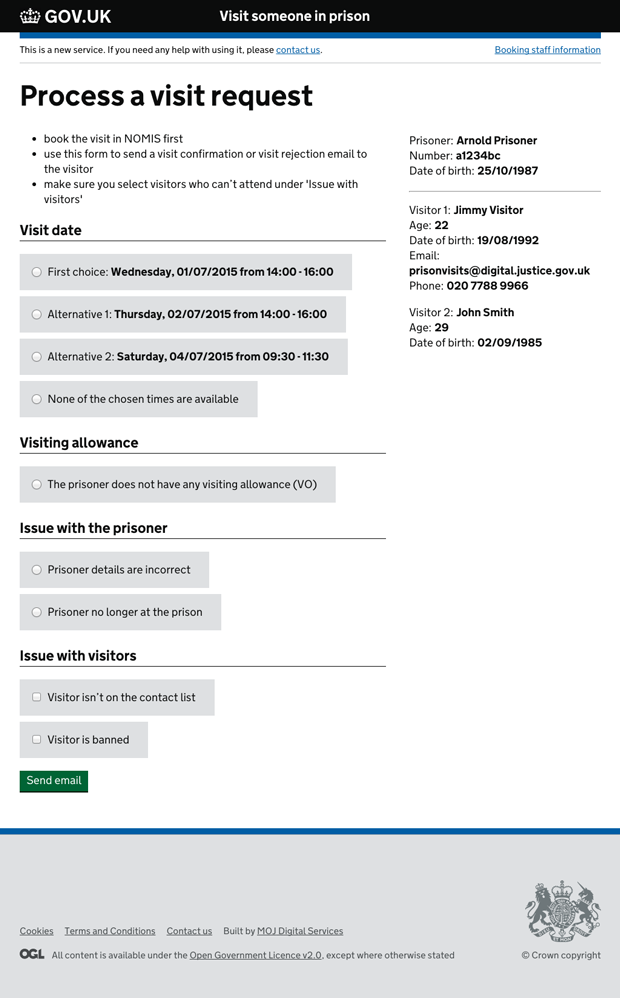 GOV.UK
Visit someone in prison
This is a new service. If you need any help with using it, please contact us.
Booking staff information
Process a visit request
• book the visit in NOMIS first
• use this form to send a visit confirmation or visit rejection email to
the visitor
• make sure you select visitors who can't attend under 'Issue with
visitors'
Visit date
First choice: Wednesday, 01/07/2015 from 14:00 - 16:00
Alternative 1: Thursday, 02/07/2015 from 14:00 - 16:00
Alternative 2: Saturday, 04/07/2015 from 09:30 - 11:30
None of the chosen times are available
Visiting allowance
The prisoner does not have any visiting allowance (VO)
Issue with the prisoner
Prisoner details are incorrect
Prisoner no longer at the prison
Issue with visitors
Visitor isn't on the contact list
Visitor is banned
Send email
Prisoner: Arnold Prisoner
Number: a1234bc
Date of birth: 25/10/1987
Visitor 1: Jimmy Visitor
Age: 22
Date of birth: 19/08/1992
Email:
prisonvisits@digital.justice.gov.uk
Phone: 020 7788 9966
Visitor 2: John Smith
Age: 29
Date of birth: 02/09/1985
Cookies Terms and Conditions Contact us Built by MOJ Digital Services
OGL All content is available under the Open Government Licence v2.0, except where otherwise stated
© Crown copyright